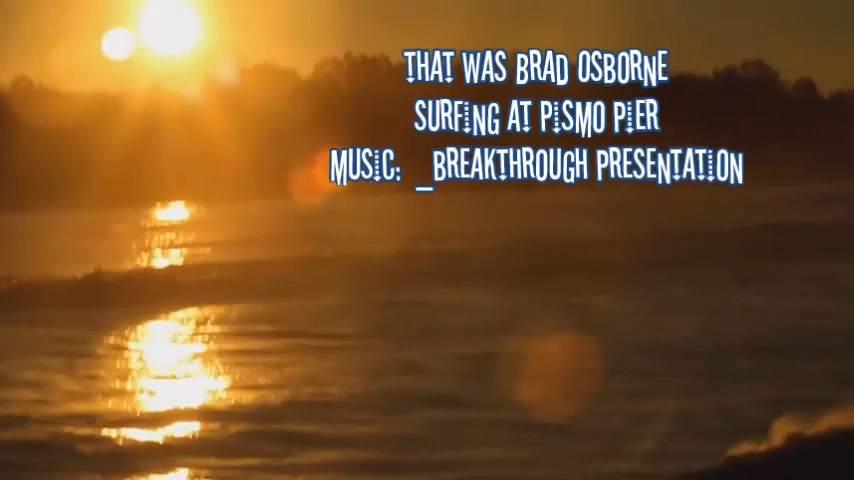 THAT WAS BRAD OSBORNE
SURFING AT PISMO PIER
MUSIC: _BREAKTHROUGH PRESENTATION